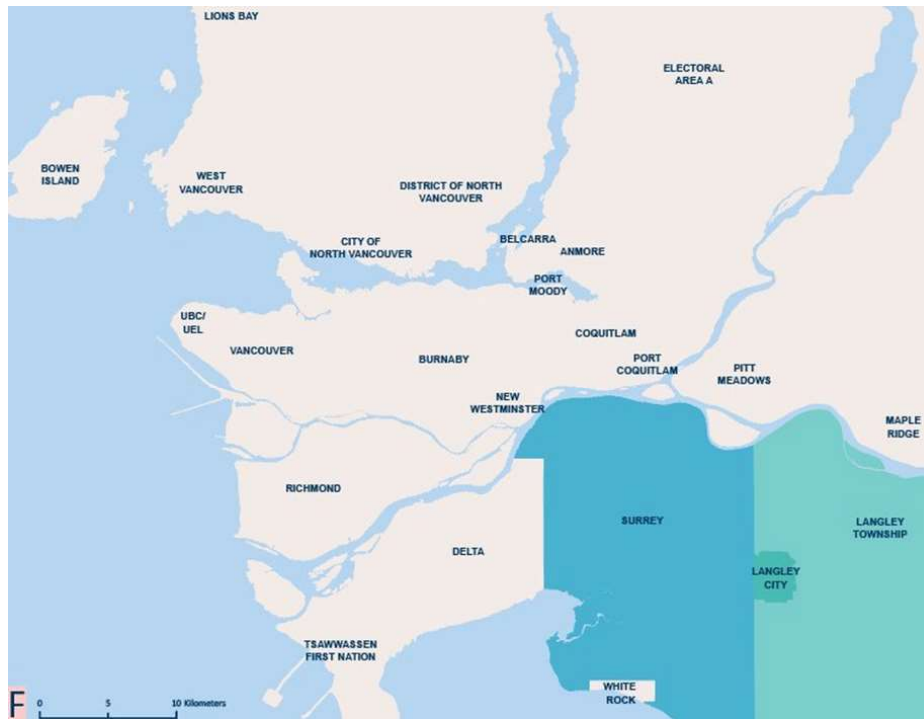 LIONS BAY
ELECTORAL
AREA A
BOWEN
ISLAND
WEST
VANCOUVER
DISTRICT OF NORTH
VANCOUVER
CITY OF
NORTH VANCOUVER
BELCARRA
ANMORE
PORT
MOODY
UBC/
UEL
VANCOUVER
BURNABY
COQUITLAM
PORT
COQUITLAM
PITT
MEADOWS
NEW
WESTMINSTER
MAPLE
RIDGE
RICHMOND
SURREY
LANGLEY
TOWNSHIP
DELTA
LANGLEY
CITY
TSAWWASSEN
FIRST NATION
WHITE
ROCK
F
0 5 10 Kilometers